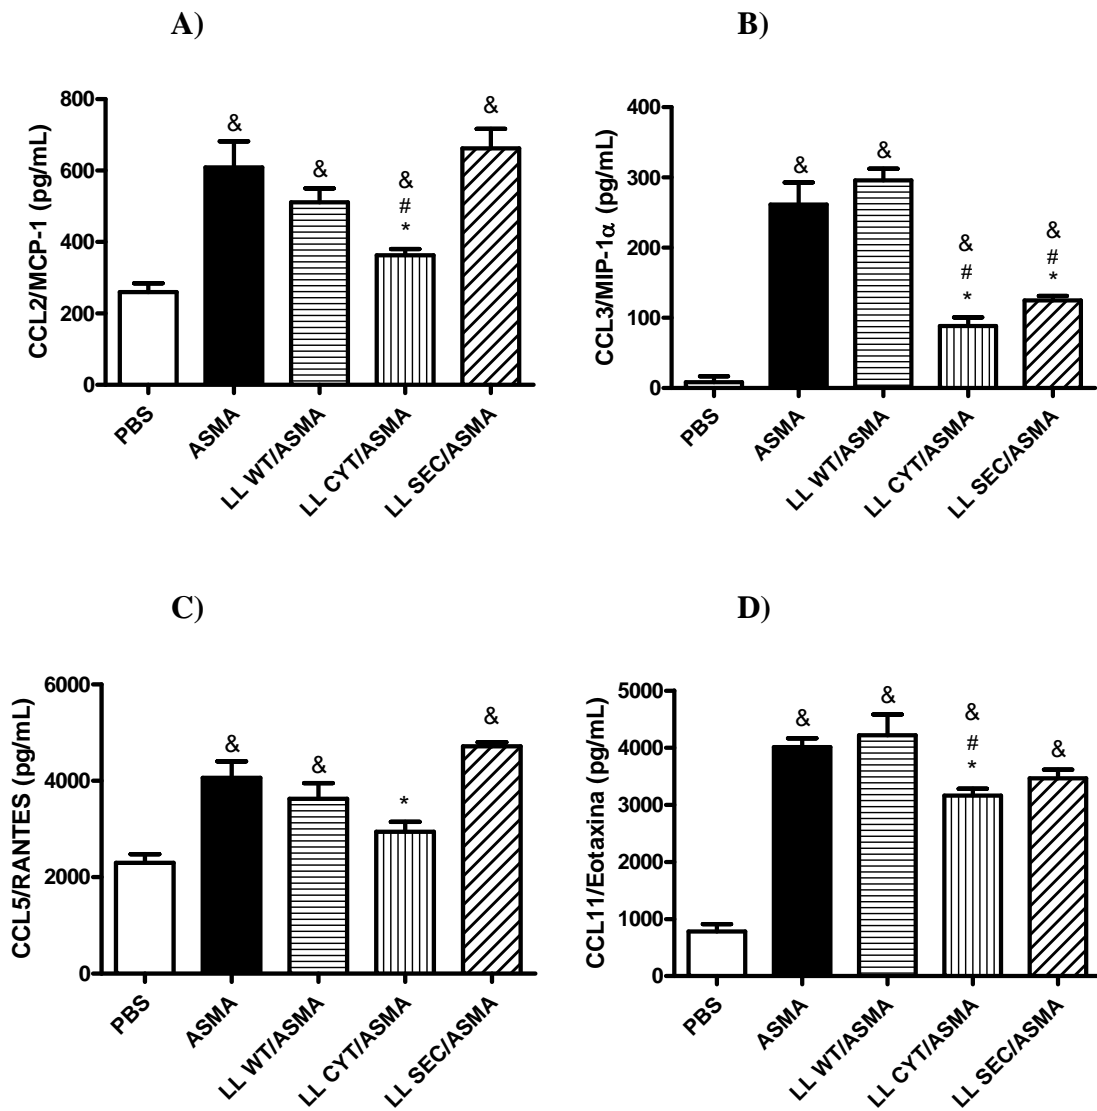 A)
CCL2/MCP-1 (pg/mL)
800
600
400
200
0
&
&
&
#
*
&
PBS
ASMA
LL WT/ASMA
LL CYT/ASMA
LL SEC/ASMA
B)
CCL3/MIP-1α (pg/mL)
400
300
200
100
0
&
&
&
#
*
&
#
*
PBS
ASMA
LL WT/ASMA
LL CYT/ASMA
LL SEC/ASMA
C)
CCL5/RANTES (pg/mL)
6000
4000
2000
0
&
&
*
&
PBS
ASMA
LL WT/ASMA
LL CYT/ASMA
LL SEC/ASMA
D)
CCL11/Eotaxina (pg/mL)
5000
4000
3000
2000
1000
0
&
&
&
#
*
&
PBS
ASMA
LL WT/ASMA
LL CYT/ASMA
LL SEC/ASMA